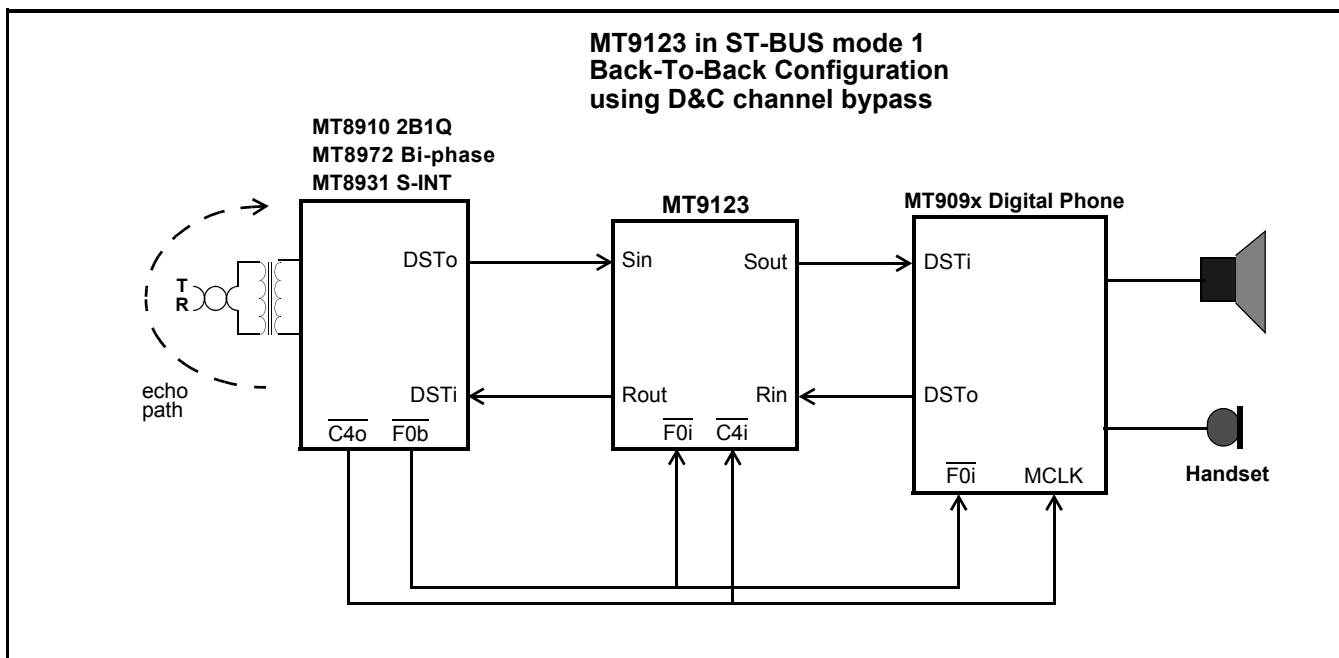 MT9123 in ST-BUS mode 1
Back-To-Back Configuration
using D&C channel bypass
MT8910 2B1Q
MT8972 Bi-phase
MT8931 S-INT
MT9123
MT909x Digital Phone
DSTo
Sin
Sout
DSTi
T
R
echo
path
DSTi
Rout
Rin
DSTo
C4o
F0b
F0i
C4i
F0i
MCLK
Handset